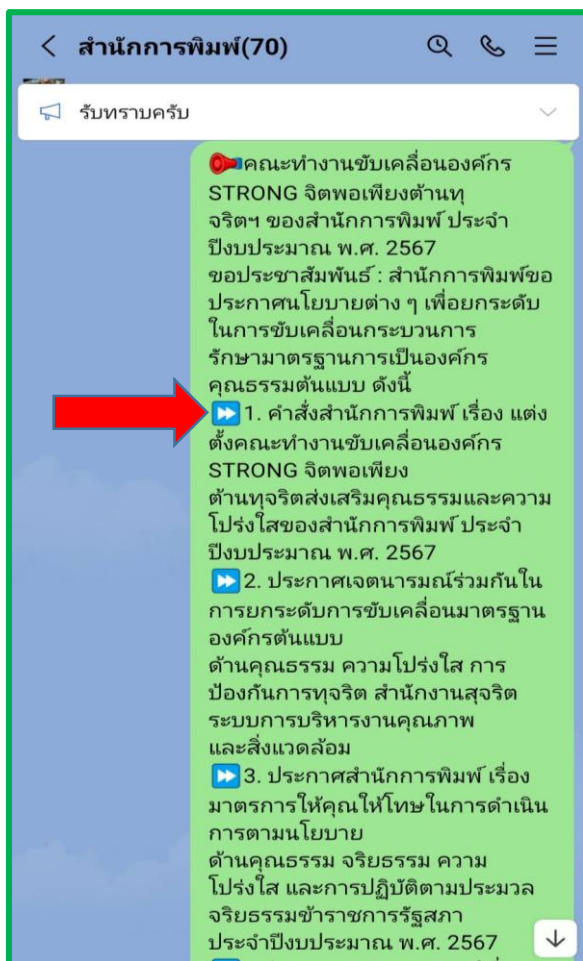 สำนักการพิมพ์(70)
รับทราบครับ
คณะทำงานขับเคลื่อนองค์กร
STRONG จิตพอเพียงต้านทุ
จริตฯ ของสำนักการพิมพ์ ประจำ
ปีงบประมาณ พ.ศ. 2567
ขอประชาสัมพันธ์ : สำนักการพิมพ์ขอ
ประกาศนโยบายต่าง ๆ เพื่อยกระดับ
ในการขับเคลื่อนกระบวนการ
รักษามาตรฐานการเป็นองค์กร
คุณธรรมต้นแบบ ดังนี้
⏩1. คำสั่งสำนักการพิมพ์ เรื่อง แต่ง
ตั้งคณะทำงานขับเคลื่อนองค์กร
STRONG จิตพอเพียง
ต้านทุจริตส่งเสริมคุณธรรมและความ
โปร่งใสของสำนักการพิมพ์ ประจำ
ปีงบประมาณ พ.ศ. 2567
⏩2. ประกาศเจตนารมณ์ร่วมกันใน
การยกระดับการขับเคลื่อนมาตรฐาน
องค์กรต้นแบบ
ด้านคุณธรรม ความโปร่งใส การ
ป้องกันการทุจริต สำนักงานสุจริต
ระบบการบริหารงานคุณภาพ
และสิ่งแวดล้อม
⏩3. ประกาศสำนักการพิมพ์ เรื่อง
มาตรการให้คุณให้โทษในการดำเนิน
การตามนโยบาย
ด้านคุณธรรม จริยธรรม ความ
โปร่งใส และการปฏิบัติตามประมวล
จริยธรรมข้าราชการรัฐสภา
ประจำปีงบประมาณ พ.ศ. 2567